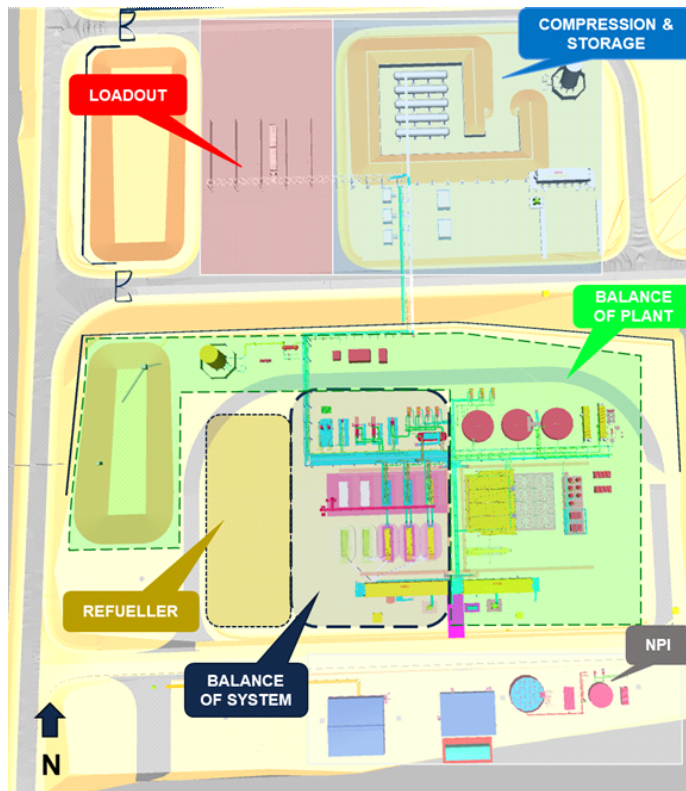 COMPRESSION &
STORAGE
LOADOUT
BALANCE
OF PLANT
REFUELLER
BALANCE
OF SYSTEM
NPI
N